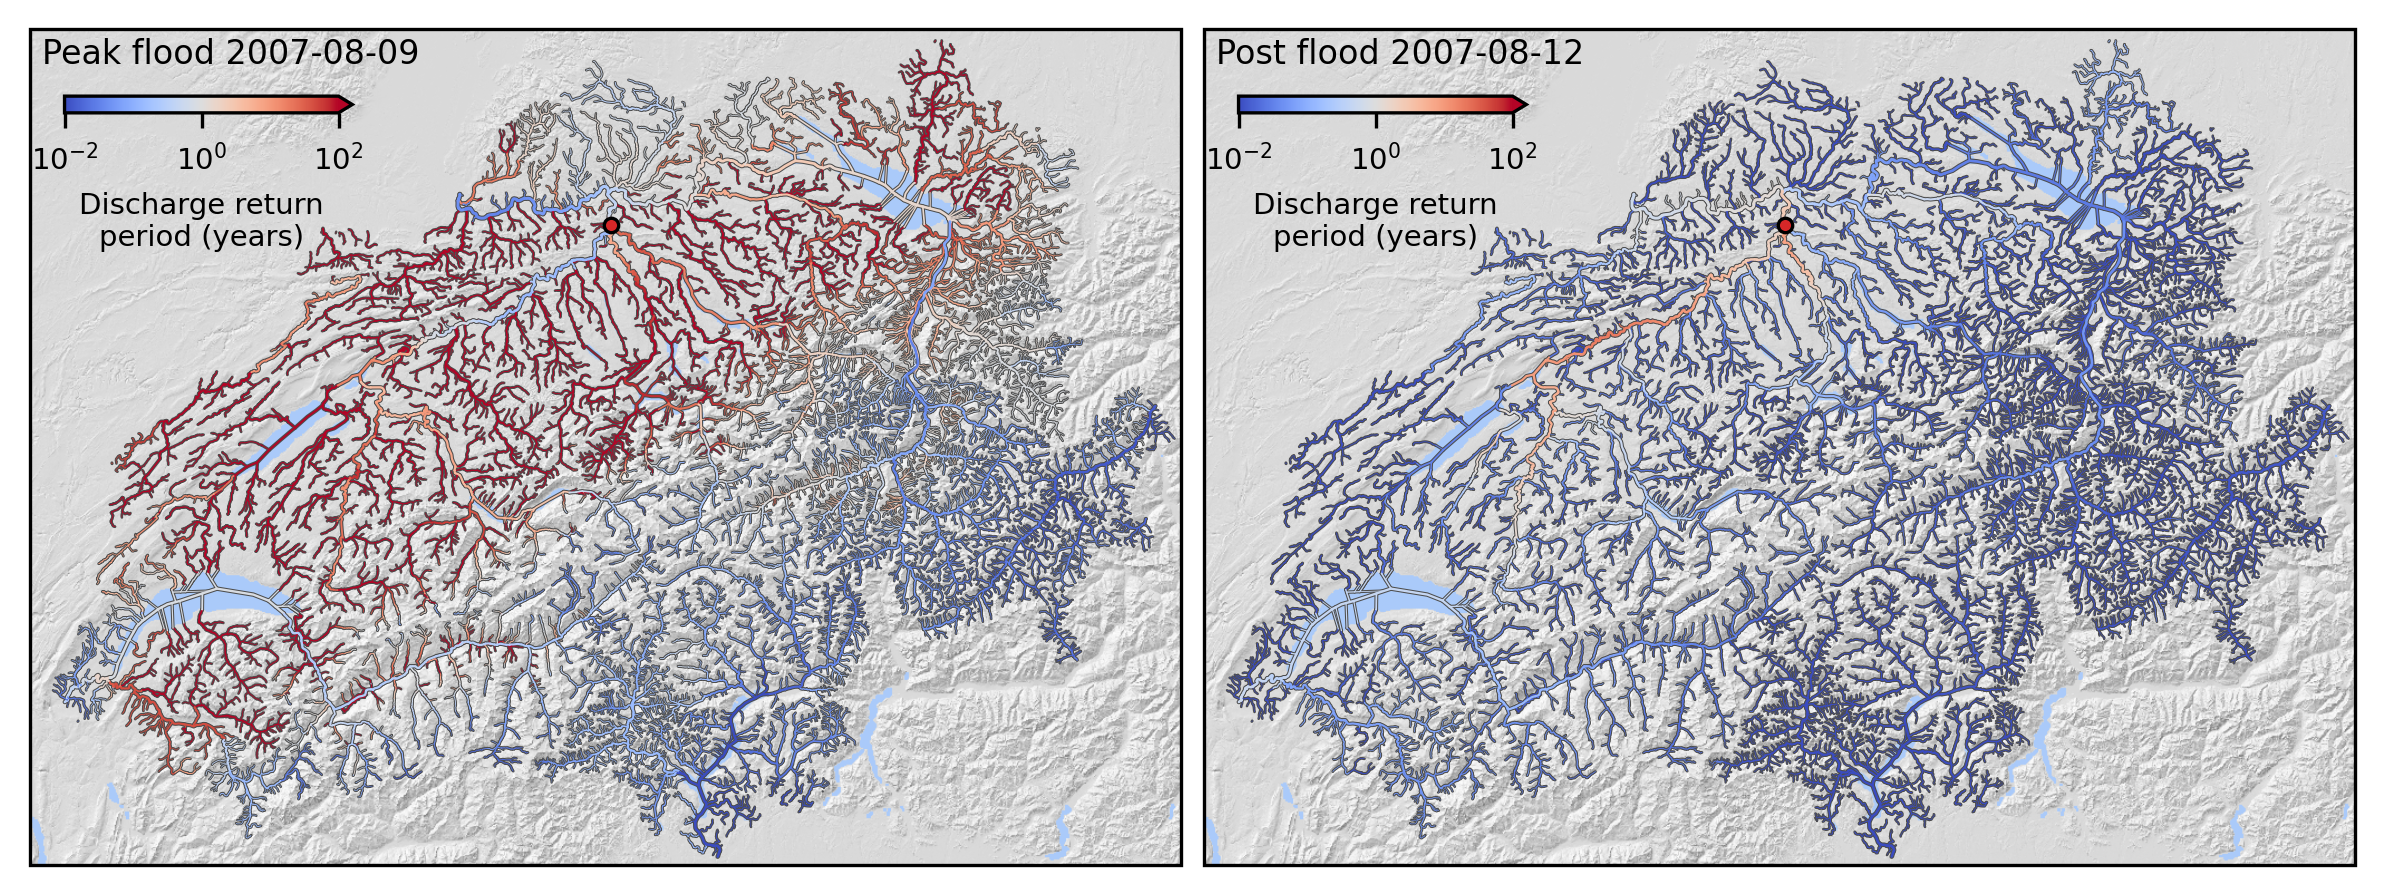 Peak flood 2007-08-09
10⁻² 10⁰ 10²
Discharge return
period (years)
Post flood 2007-08-12
10⁻² 10⁰ 10²
Discharge return
period (years)